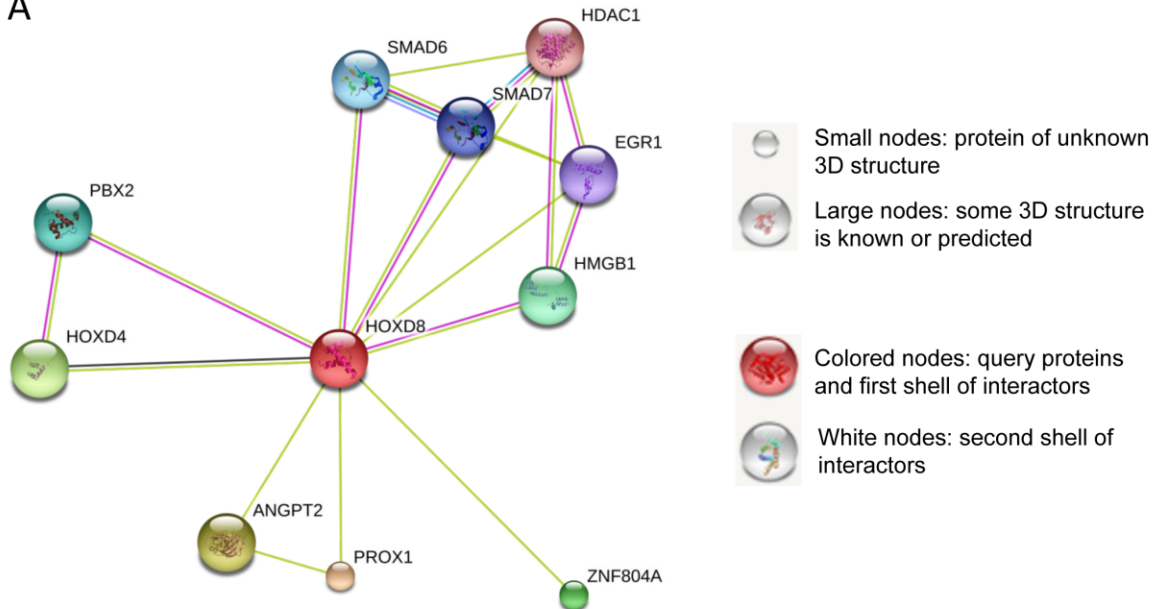 A
HDAC1
SMAD6
SMAD7
EGR1
PBX2
HMGB1
HOXD8
HOXD4
ANGPT2
PROX1
ZNF804A
Small nodes: protein of unknown
3D structure
Large nodes: some 3D structure
is known or predicted
Colored nodes: query proteins
and first shell of interactors
White nodes: second shell of
interactors